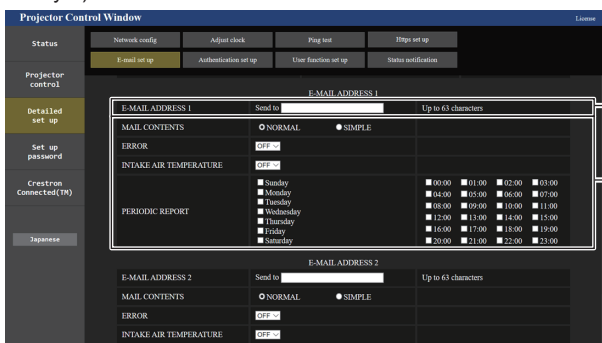 Projector Control Window
License
Status
Network config
Adjust clock
Ping test
Https set up
E-mail set up
Authentication set up
User function set up
Status notification
Projector
control
Detailed
set up
Set up
password
Crestron
Connected(TM)
Japanese
E-MAIL ADDRESS 1
E-MAIL ADDRESS 1 Send to Up to 63 characters
MAIL CONTENTS NORMAL SIMPLE
ERROR OFF
INTAKE AIR TEMPERATURE OFF
PERIODIC REPORT
Sunday
Monday
Tuesday
Wednesday
Thursday
Friday
Saturday
00:00 01:00 02:00 03:00
04:00 05:00 06:00 07:00
08:00 09:00 10:00 11:00
12:00 13:00 14:00 15:00
16:00 17:00 18:00 19:00
20:00 21:00 22:00 23:00
E-MAIL ADDRESS 2
E-MAIL ADDRESS 2 Send to Up to 63 characters
MAIL CONTENTS NORMAL SIMPLE
ERROR OFF
INTAKE AIR TEMPERATURE OFF